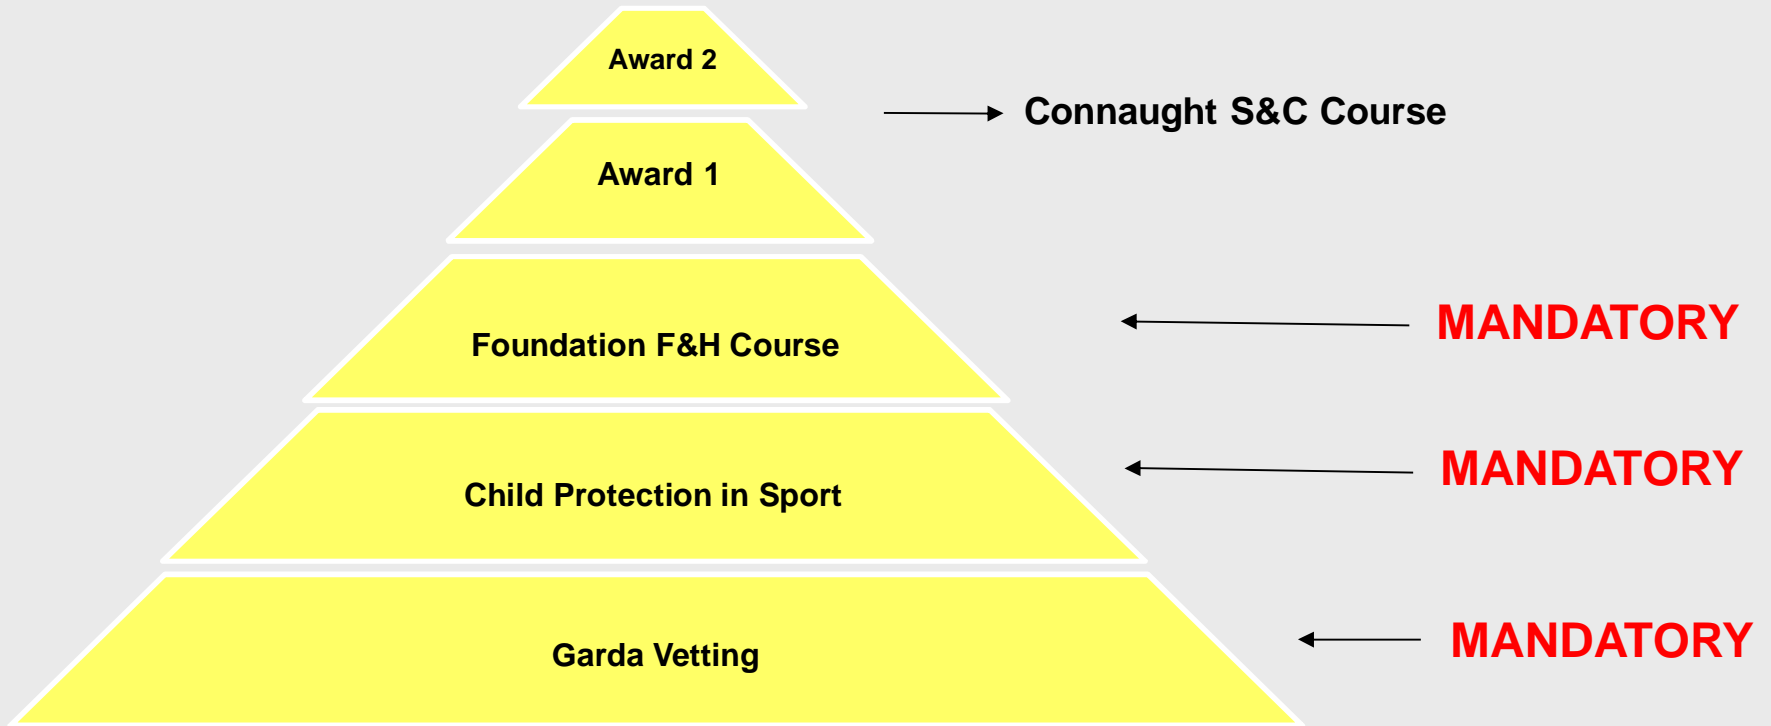 Award 2
Connaught S&C Course
Award 1
Foundation F&H Course
MANDATORY
Child Protection in Sport
MANDATORY
Garda Vetting
MANDATORY